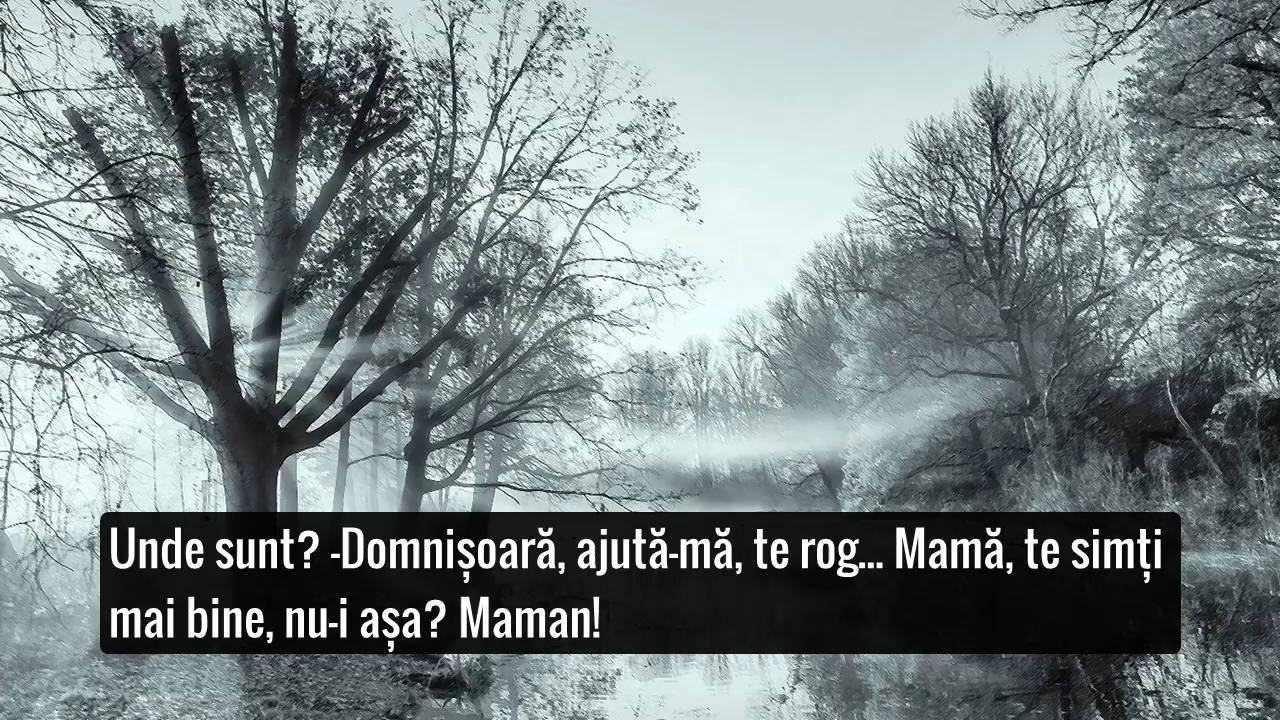 Unde sunt? -Domnișoară, ajută-mă, te rog... Mamă, te simți
mai bine, nu-i așa? Maman!